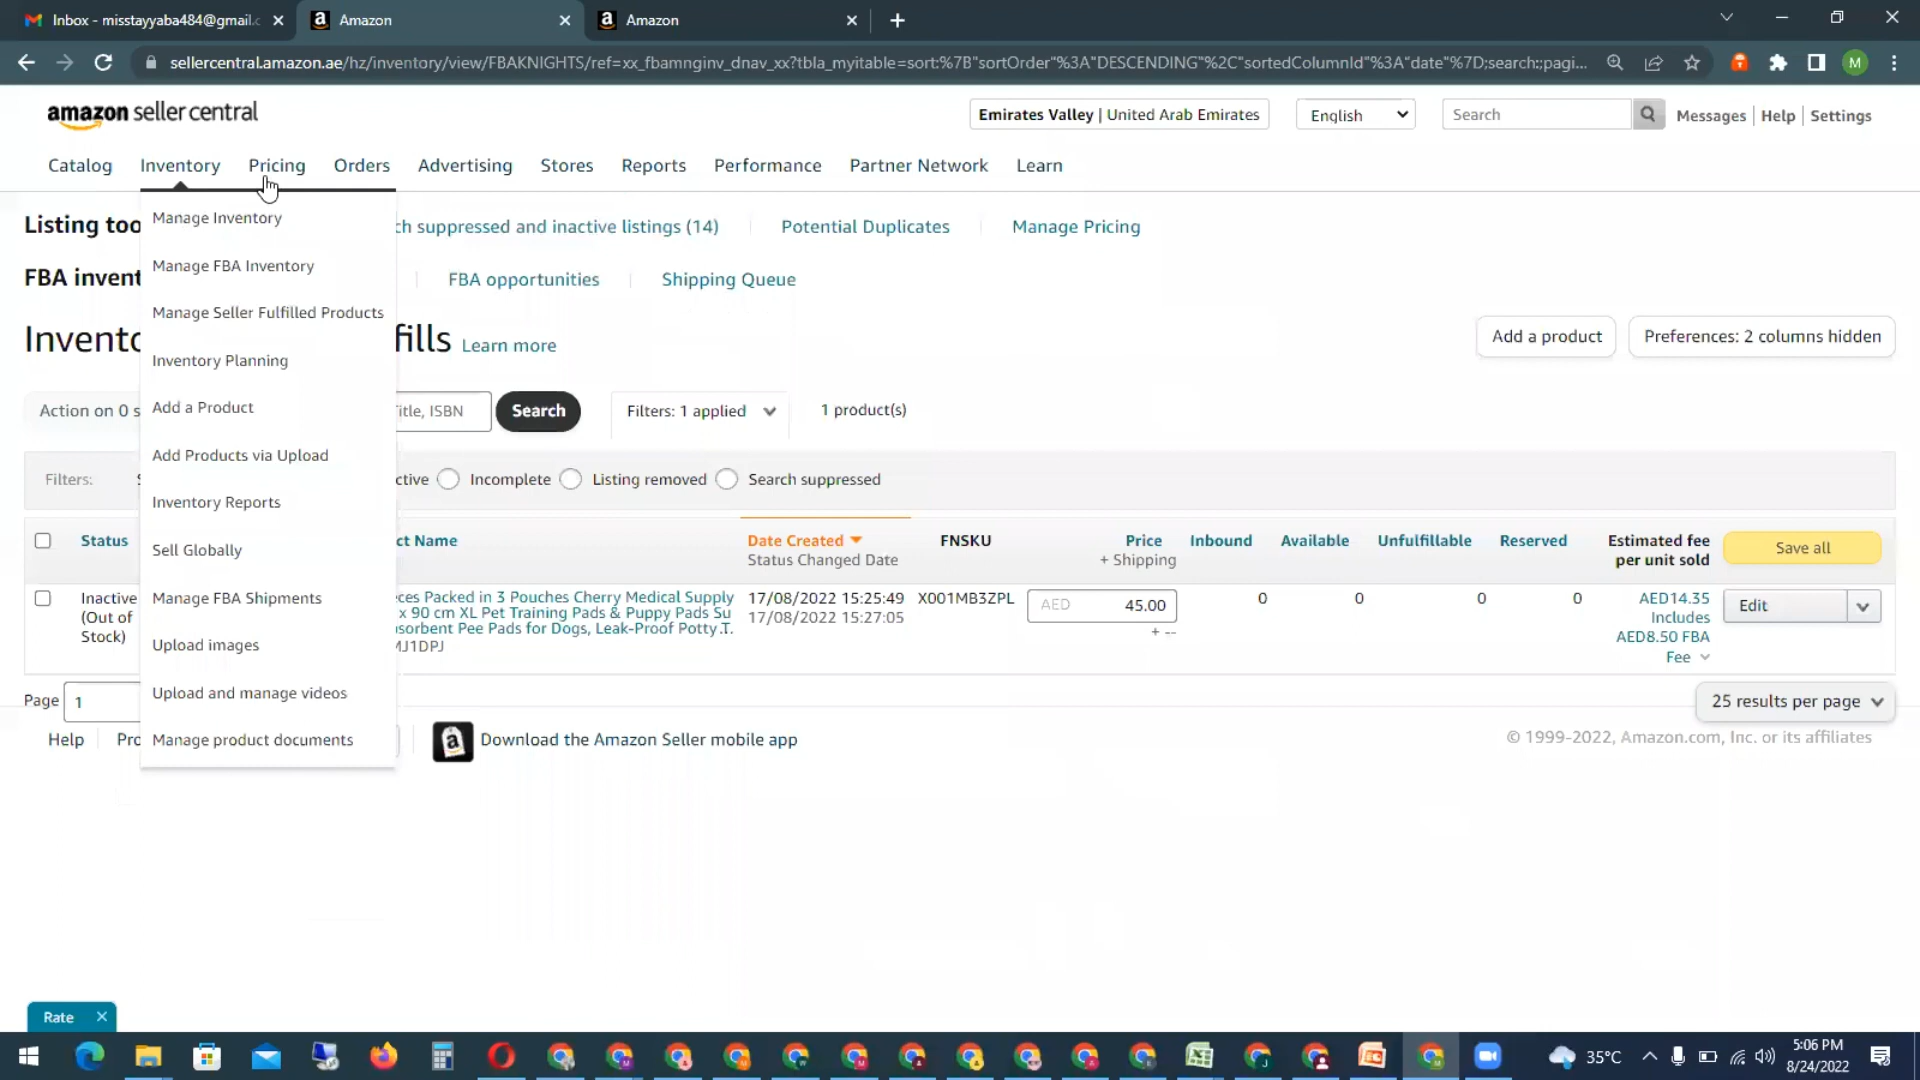 Inbox - misstayyaba484@gmail.c
Amazon
Amazon
sellercentral.amazon.ae/hz/inventory/view/FBAKNIGHTS/ref=xx_fbamnginv_dnav_xx?tbla_myitable=sort:%7B"sortOrder"%3A"DESCENDING"%2C"sortedColumnId"%3A"date"%7D;search:;pagi...
M
amazon seller central
Emirates Valley | United Arab Emirates
English
Search
Messages | Help | Settings
Catalog Inventory Pricing Orders Advertising Stores Reports Performance Partner Network Learn
Listing too
ch suppressed and inactive listings (14)
Potential Duplicates
Manage Pricing
FBA invent
FBA opportunities
Shipping Queue
Manage Inventory
Manage FBA Inventory
Manage Seller Fulfilled Products
Inventory Planning
Add a Product
Add Products via Upload
Inventory Reports
Sell Globally
Manage FBA Shipments
Upload images
Upload and manage videos
Manage product documents
Invento
fills Learn more
Add a product
Preferences: 2 columns hidden
Action on 0 s
Title, ISBN
Search
Filters: 1 applied
1 product(s)
Filters:
ctive
Incomplete
Listing removed
Search suppressed
Status
ct Name
Date Created
Status Changed Date
FNSKU
Price
+ Shipping
Inbound
Available
Unfulfillable
Reserved
Estimated fee
per unit sold
Save all
Inactive
(Out of
Stock)
ces Packed in 3 Pouches Cherry Medical Supply
x 90 cm XL Pet Training Pads & Puppy Pads Su
sorbent Pee Pads for Dogs, Leak-Proof Potty T.
MJ1DPJ
17/08/2022 15:25:49
17/08/2022 15:27:05
X001MB3ZPL
AED 45.00
+ --
0
0
0
0
AED14.35
Includes
AED8.50 FBA
Fee
Edit
Page 1
25 results per page
Help
Pro
Download the Amazon Seller mobile app
© 1999-2022, Amazon.com, Inc. or its affiliates
Rate
35°C
5:06 PM
8/24/2022